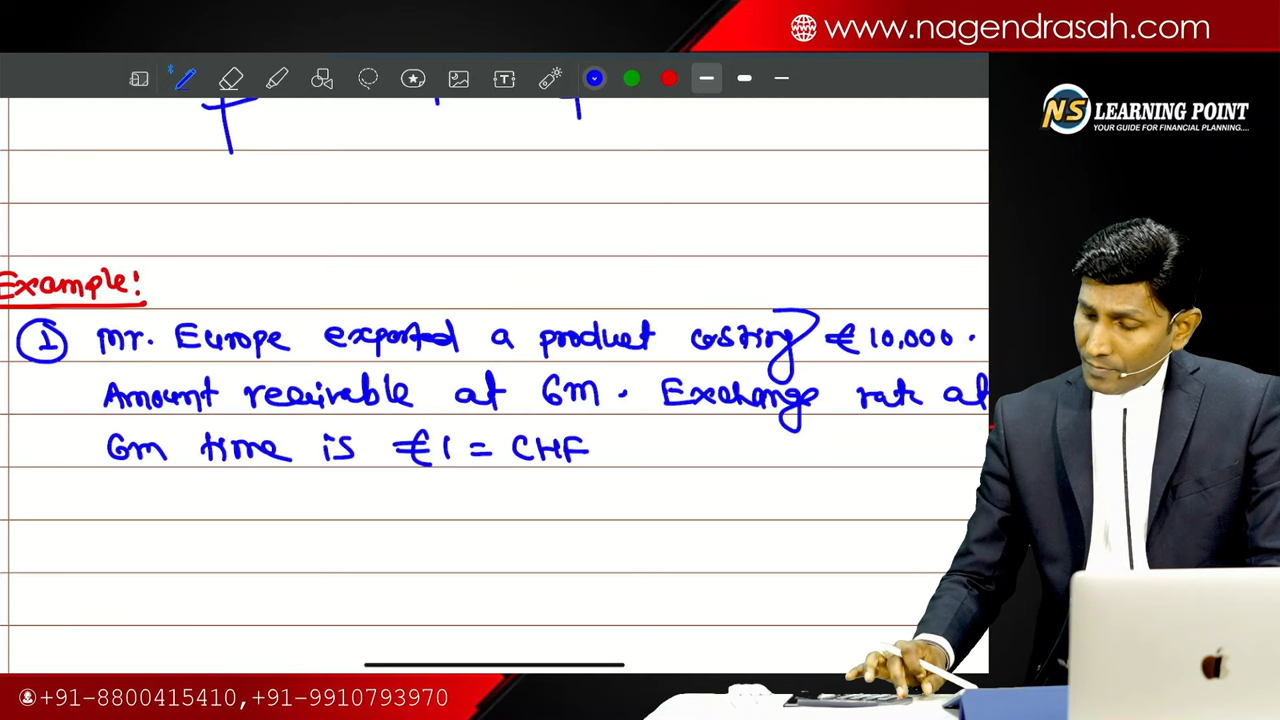 www.nagendrasah.com
NS LEARNING POINT
YOUR GUIDE FOR FINANCIAL PLANNING....
Example:
1 Mr. Europe exported a product costing € 10,000.
Amount receivable at 6m. Exchange rate at
6m time is €1 = CHF
+91-8800415410,+91-9910793970